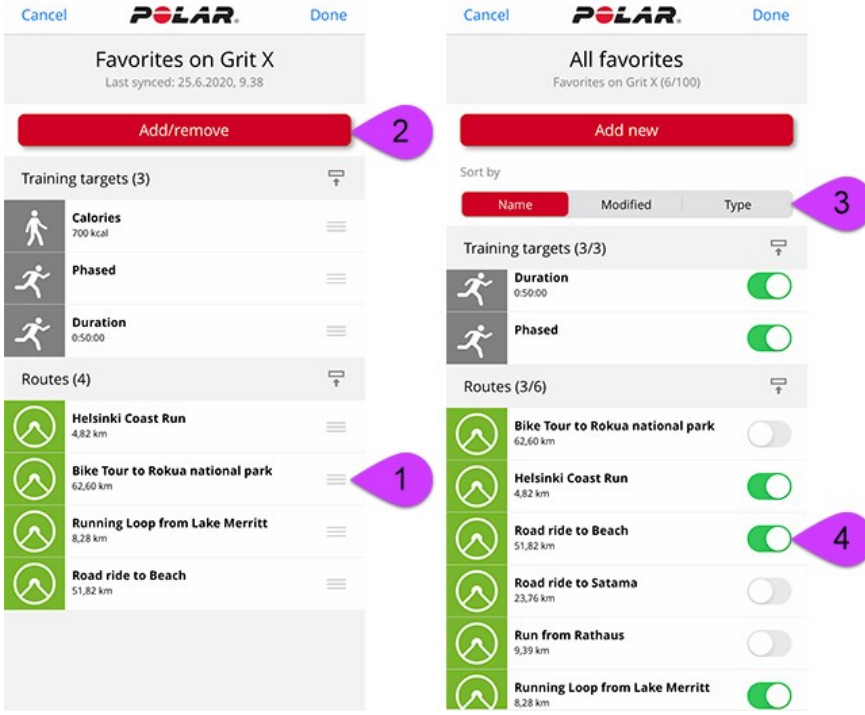 Cancel
POLAR.
Done
Favorites on Grit X
Last synced: 25.6.2020, 9.38
Add/remove
2
Training targets (3)
Calories
700 kcal
Phased
Duration
0:50:00
Routes (4)
Helsinki Coast Run
4,82 km
Bike Tour to Rokua national park
62,60 km
1
Running Loop from Lake Merritt
8,28 km
Road ride to Beach
51,82 km
Cancel
POLAR.
Done
All favorites
Favorites on Grit X (6/100)
Add new
Sort by
Name Modified Type
3
Training targets (3/3)
Duration
0:50:00
Phased
Routes (3/6)
Bike Tour to Rokua national park
62,60 km
Helsinki Coast Run
4,82 km
Road ride to Beach
51,82 km
4
Road ride to Satama
23,76 km
Run from Rathaus
9,39 km
Running Loop from Lake Merritt
8,28 km